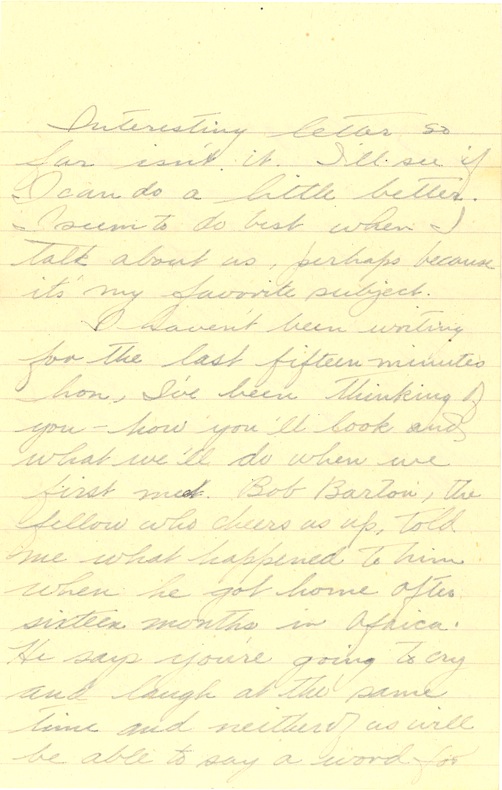 Interesting letter so
far isn't it. I'll see if
I can do a little better.
I seem to do best when I
talk about us, perhaps because
it's my favorite subject.
I haven't been writing
for the last fifteen minutes
hon, I've been thinking of
you - how you'll look and
what we'll do when we
first meet. Bob Barton, the
fellow who cheers us up, told
me what happened to him
when he got home after
sixteen months in Africa.
He says you're going to cry
and laugh at the same
time and neither of us will
be able to say a word for